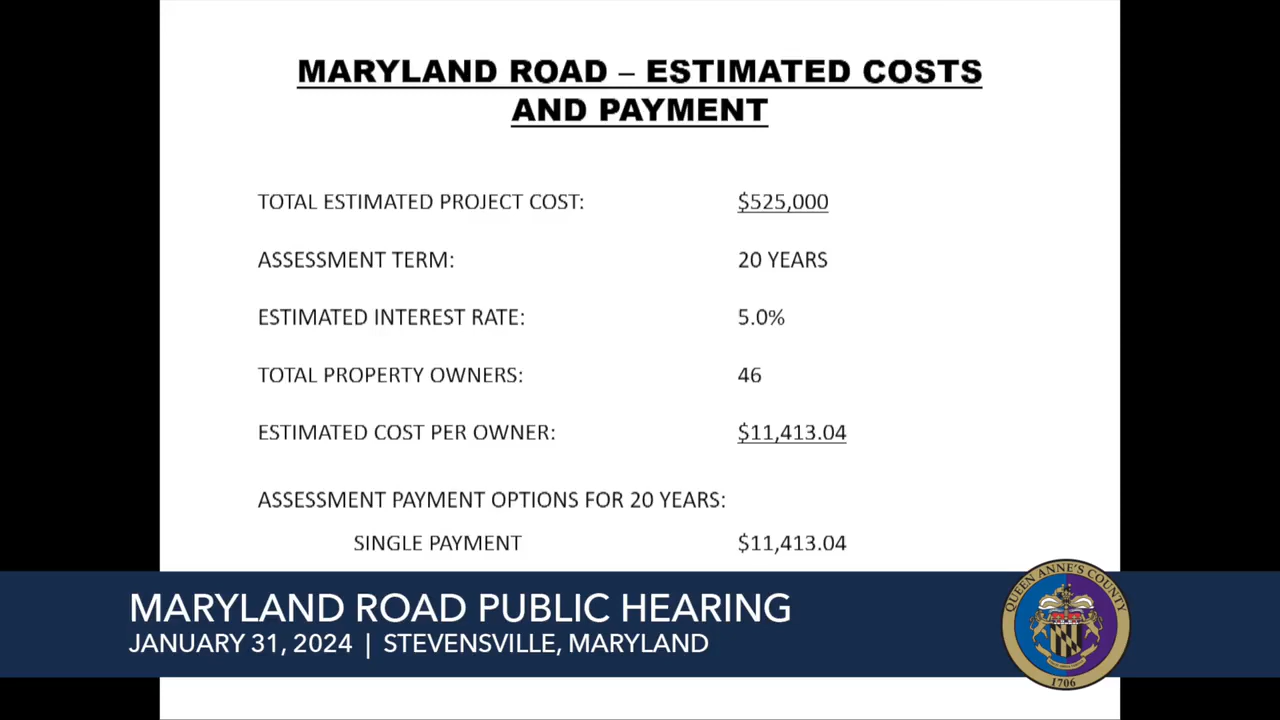 MARYLAND ROAD – ESTIMATED COSTS
AND PAYMENT
TOTAL ESTIMATED PROJECT COST: $525,000
ASSESSMENT TERM: 20 YEARS
ESTIMATED INTEREST RATE: 5.0%
TOTAL PROPERTY OWNERS: 46
ESTIMATED COST PER OWNER: $11,413.04
ASSESSMENT PAYMENT OPTIONS FOR 20 YEARS:
SINGLE PAYMENT $11,413.04
MARYLAND ROAD PUBLIC HEARING
JANUARY 31, 2024 | STEVENSVILLE, MARYLAND
QUEEN ANNE'S COUNTY
1706